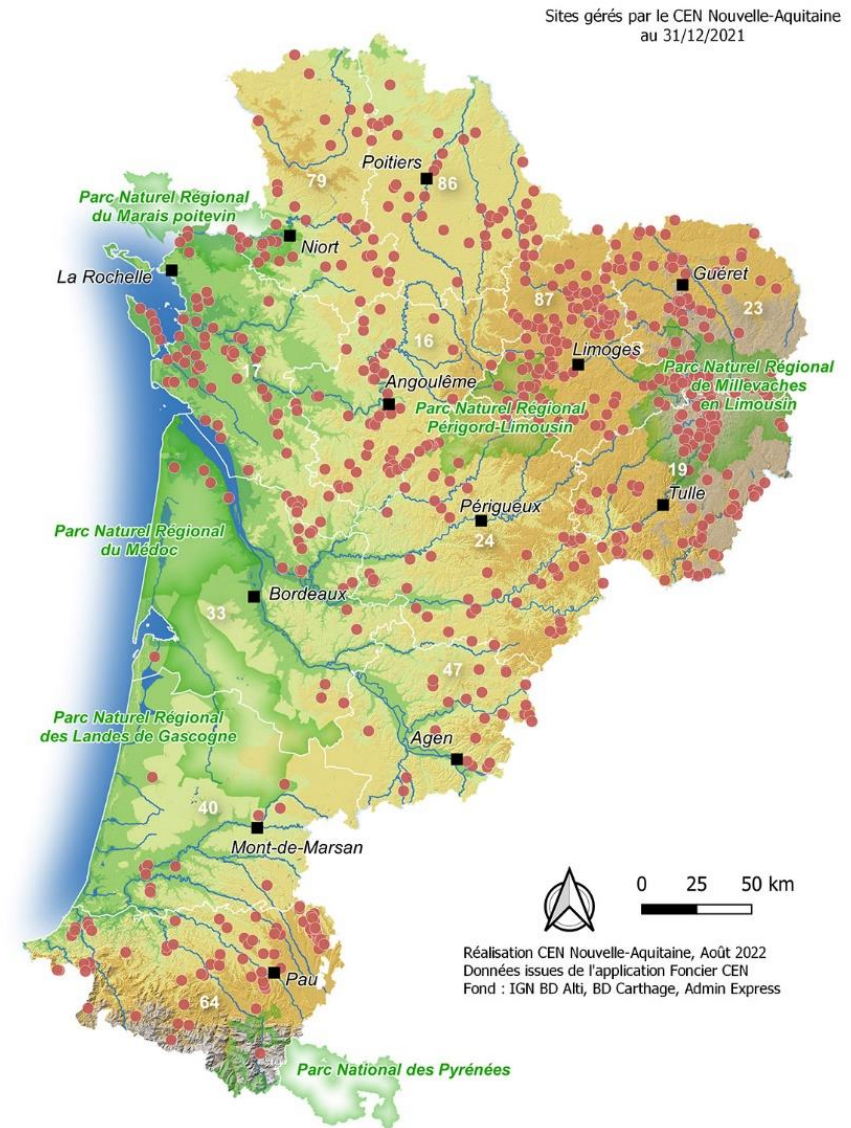 Sites gérés par le CEN Nouvelle-Aquitaine
au 31/12/2021
Poitiers
79
86
Parc Naturel Régional
du Marais poitevin
Niort
La Rochelle
Guéret
87
23
16
Limoges
17
Angoulême
Parc Naturel Régional
de Millevaches
en Limousin
Parc Naturel Régional
Périgord-Limousin
19
Tulle
Périgueux
24
Parc Naturel Régional
du Médoc
Bordeaux
33
47
Parc Naturel Régional
des Landes de Gascogne
Agen
40
Mont-de-Marsan
0 25 50 km
Réalisation CEN Nouvelle-Aquitaine, Août 2022
Données issues de l'application Foncier CEN
Fond : IGN BD Alti, BD Carthage, Admin Express
Pau
64
Parc National des Pyrénées